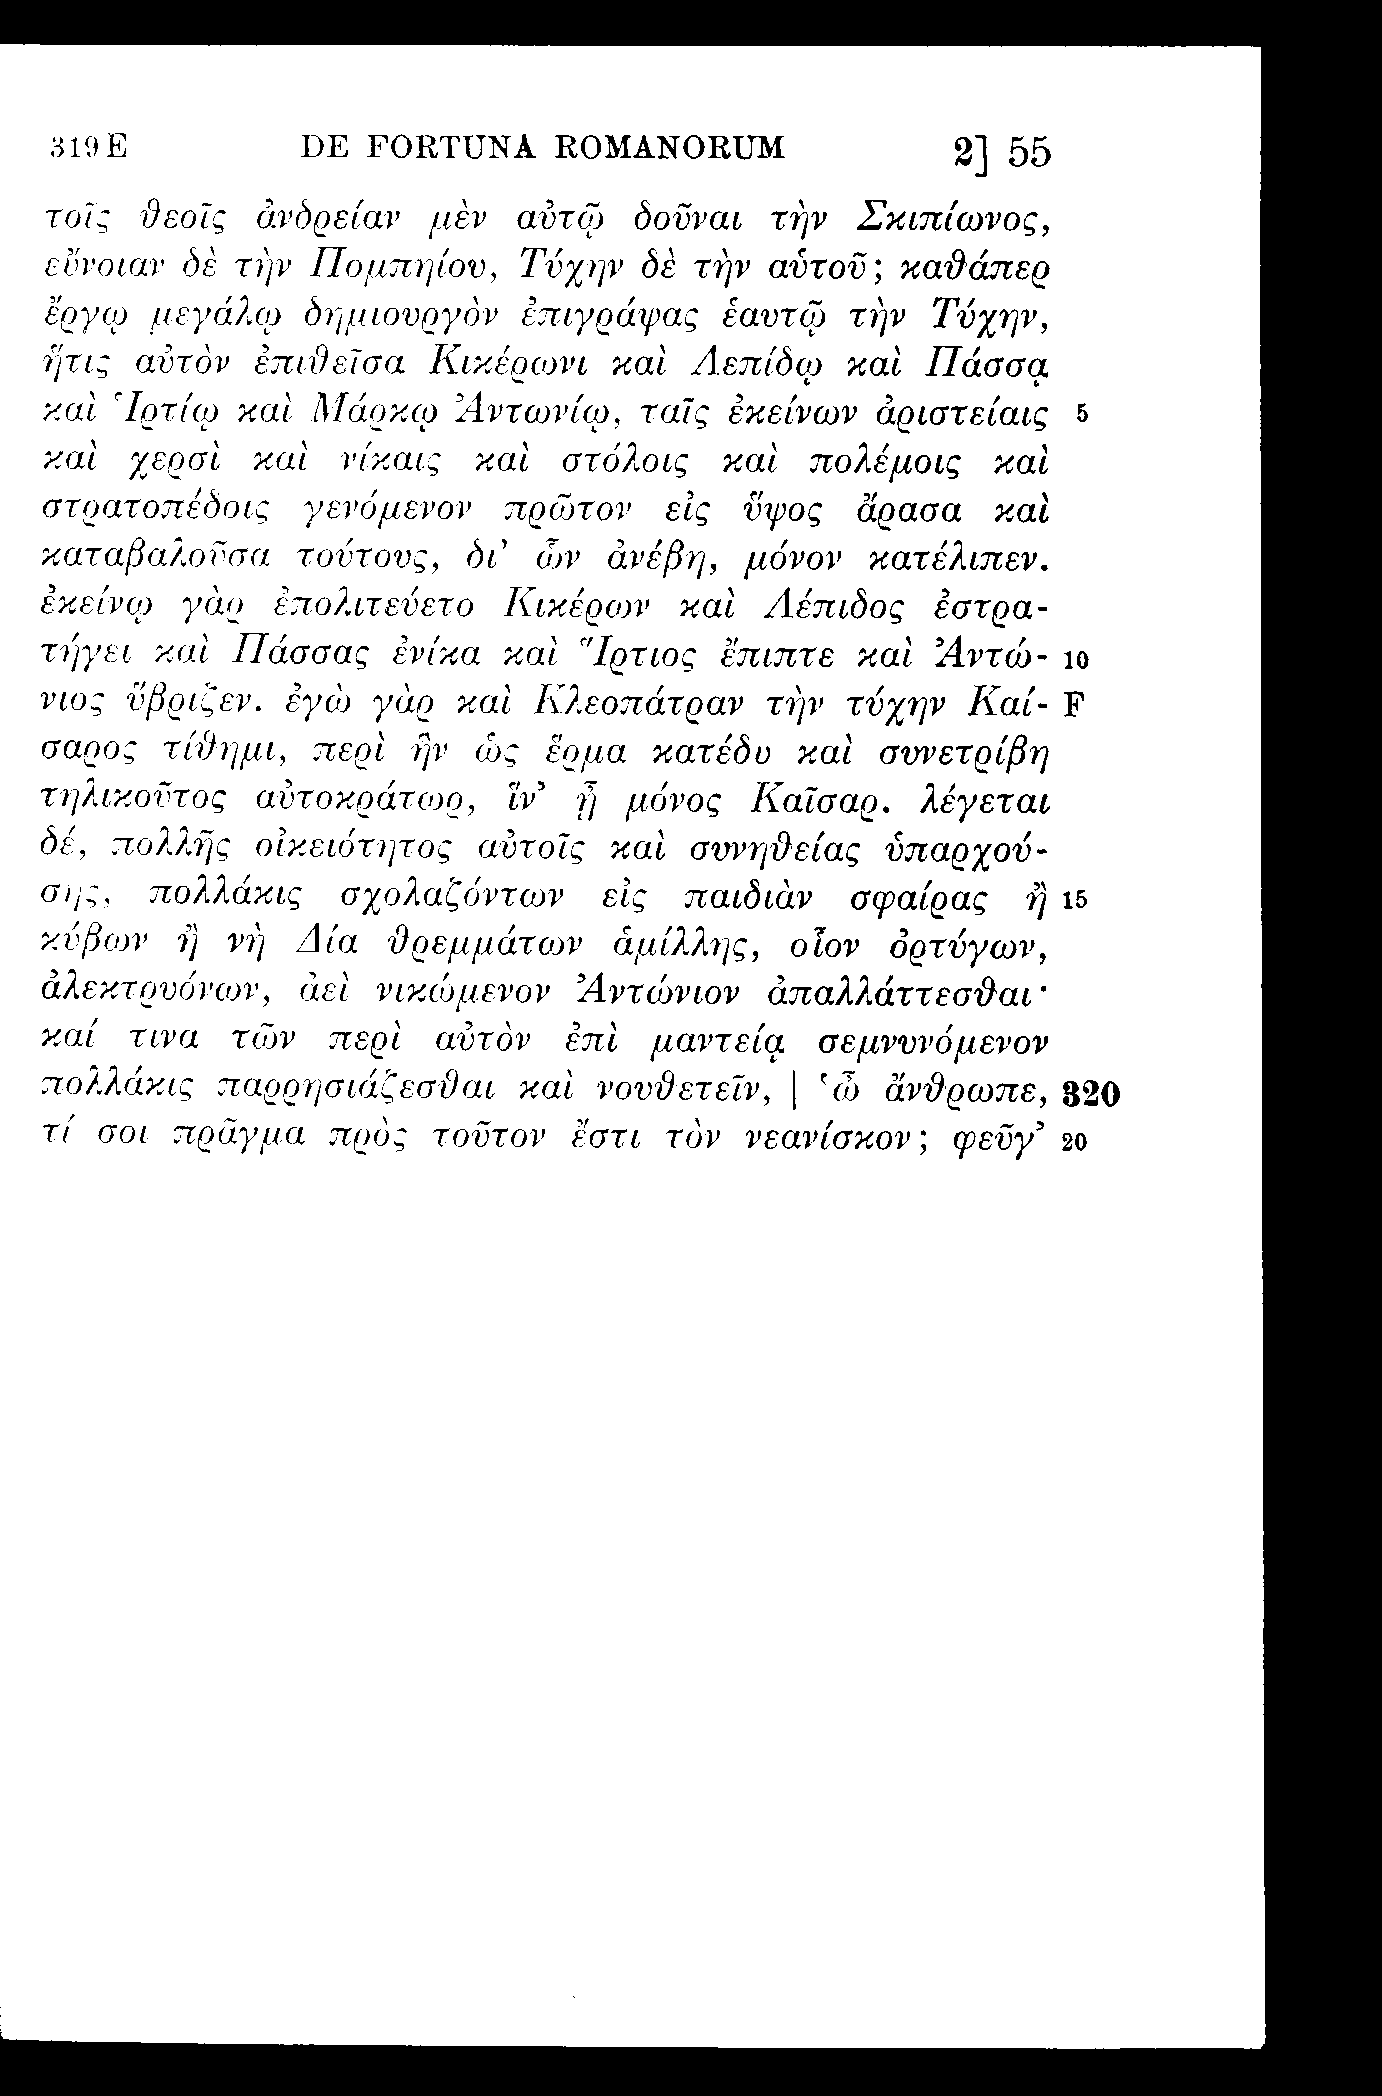 319 E DE FORTUNA ROMANORUM 2] 55
τοῖς θεοῖς ἀνδρείαν μὲν αὐτῷ δοῦναι τὴν Σκιπίωνος,
εὔνοιαν δὲ τὴν Πομπηίου, Τύχην δὲ τὴν αὑτοῦ; καθάπερ
ἔργῳ μεγάλῳ δημιουργὸν ἐπιγράψας ἑαυτῷ τὴν Τύχην,
ἥτις αὐτὸν ἐπιθεῖσα Κικέρωνι καὶ Λεπίδῳ καὶ Πάσσᾳ
καὶ Ἱρτίῳ καὶ Μάρκῳ Ἀντωνίῳ, ταῖς ἐκείνων ἀριστείαις 5
καὶ χερσὶ καὶ νίκαις καὶ στόλοις καὶ πολέμοις καὶ
στρατοπέδοις γενόμενον πρῶτον εἰς ὕψος ἄρασα καὶ
καταβαλοῦσα τούτους, δι’ ὧν ἀνέβη, μόνον κατέλιπεν.
ἐκείνῳ γὰρ ἐπολιτεύετο Κικέρων καὶ Λέπιδος ἐστρα-
τήγει καὶ Πάσσας ἐνίκα καὶ Ἵρτιος ἔπιπτε καὶ Ἀντώ- 10
νιος ὕβριζεν. ἐγὼ γὰρ καὶ Κλεοπάτραν τὴν τύχην Καί- F
σαρος τίθημι, περὶ ἣν ὡς ἕρμα κατέδυ καὶ συνετρίβη
τηλικοῦτος αὐτοκράτωρ, ἵν’ ᾖ μόνος Καῖσαρ. λέγεται
δέ, πολλῆς οἰκειότητος αὐτοῖς καὶ συνηθείας ὑπαρχού-
σης, πολλάκις σχολαζόντων εἰς παιδιὰν σφαίρας ἢ 15
κύβων ἢ νὴ Δία θρεμμάτων ἁμίλλης, οἷον ὀρτύγων,
ἀλεκτρυόνων, ἀεὶ νικώμενον Ἀντώνιον ἀπαλλάττεσθαι·
καί τινα τῶν περὶ αὐτὸν ἐπὶ μαντείᾳ σεμνυνόμενον
πολλάκις παρρησιάζεσθαι καὶ νουθετεῖν, | ‘ὦ ἄνθρωπε, 320
τί σοι πρᾶγμα πρὸς τοῦτον ἔστι τὸν νεανίσκον; φεῦγ’ 20